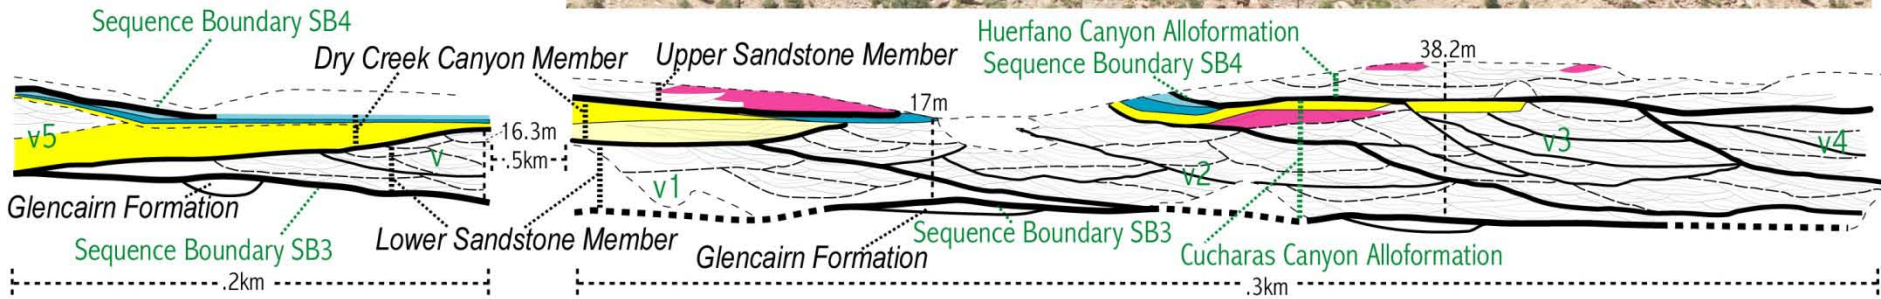 Sequence Boundary SB4
Dry Creek Canyon Member
Upper Sandstone Member
Huerfano Canyon Alloformation
Sequence Boundary SB4
38.2m
17m
v5
16.3m
v
.5km
v1
v2
v3
v4
Glencairn Formation
Sequence Boundary SB3
Lower Sandstone Member
Glencairn Formation
Sequence Boundary SB3
Cucharas Canyon Alloformation
.2km
.3km